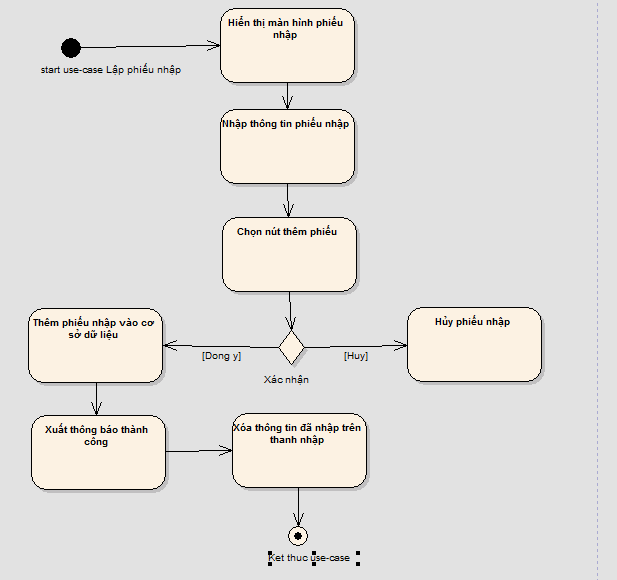 Hiển thị màn hình phiếu
nhập
start use-case Lập phiếu nhập
Nhập thông tin phiếu nhập
Chọn nút thêm phiếu
Thêm phiếu nhập vào cơ
sở dữ liệu
Hủy phiếu nhập
[Dong y]
[Huy]
Xác nhận
Xuất thông báo thành
công
Xóa thông tin đã nhập trên
thanh nhập
Ket thuc use-case